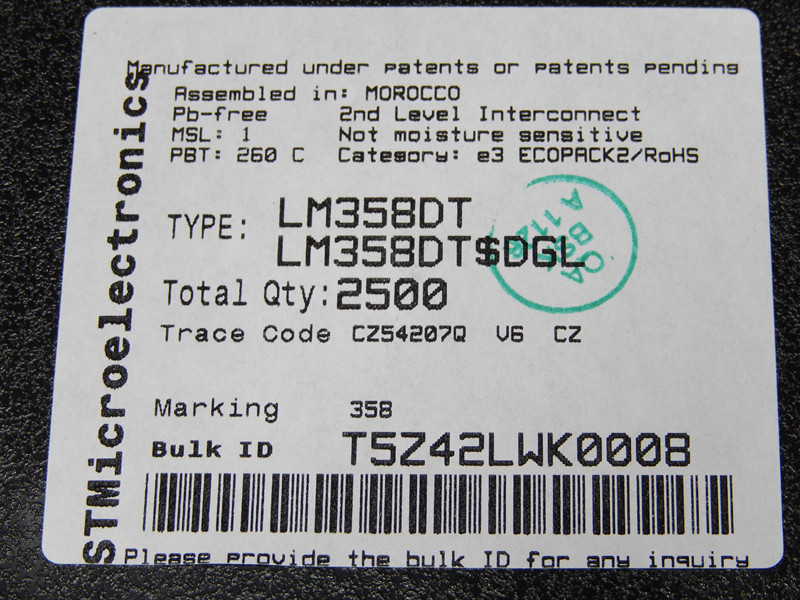 STMicroelectronics
Manufactured under patents or patents pending
Assembled in: MOROCCO
Pb-free 2nd Level Interconnect
MSL: 1 Not moisture sensitive
PBT: 260 C Category: e3 ECOPACK2/RoHS
TYPE: LM358DT
LM358DT$DGL
Total Qty: 2500
Trace Code CZ54207Q V6 CZ
Marking 358
Bulk ID T5Z42LWK0008
Please provide the bulk ID for any inquiry
QA